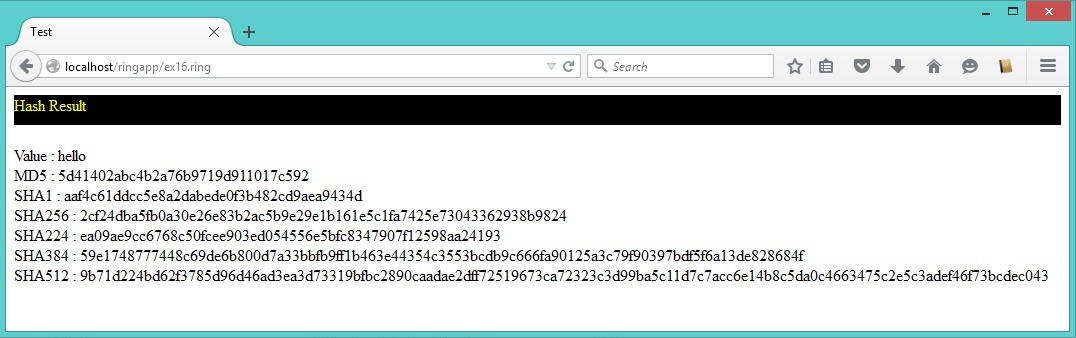 Test
localhost/ringapp/ex16.ring
Search
Hash Result
Value : hello
MD5 : 5d41402abc4b2a76b9719d911017c592
SHA1 : aaf4c61ddcc5e8a2dabede0f3b482cd9aea9434d
SHA256 : 2cf24dba5fb0a30e26e83b2ac5b9e29e1b161e5c1fa7425e73043362938b9824
SHA224 : ea09ae9cc6768c50fcee903ed054556e5bfc8347907f12598aa24193
SHA384 : 59e1748777448c69de6b800d7a33bbfb9ff1b463e44354c3553bcdb9c666fa90125a3c79f90397bdf5f6a13de828684f
SHA512 : 9b71d224bd62f3785d96d46ad3ea3d73319bfbc2890caadae2dff72519673ca72323c3d99ba5c11d7c7acc6e14b8c5da0c4663475c2e5c3adef46f73bcdec043